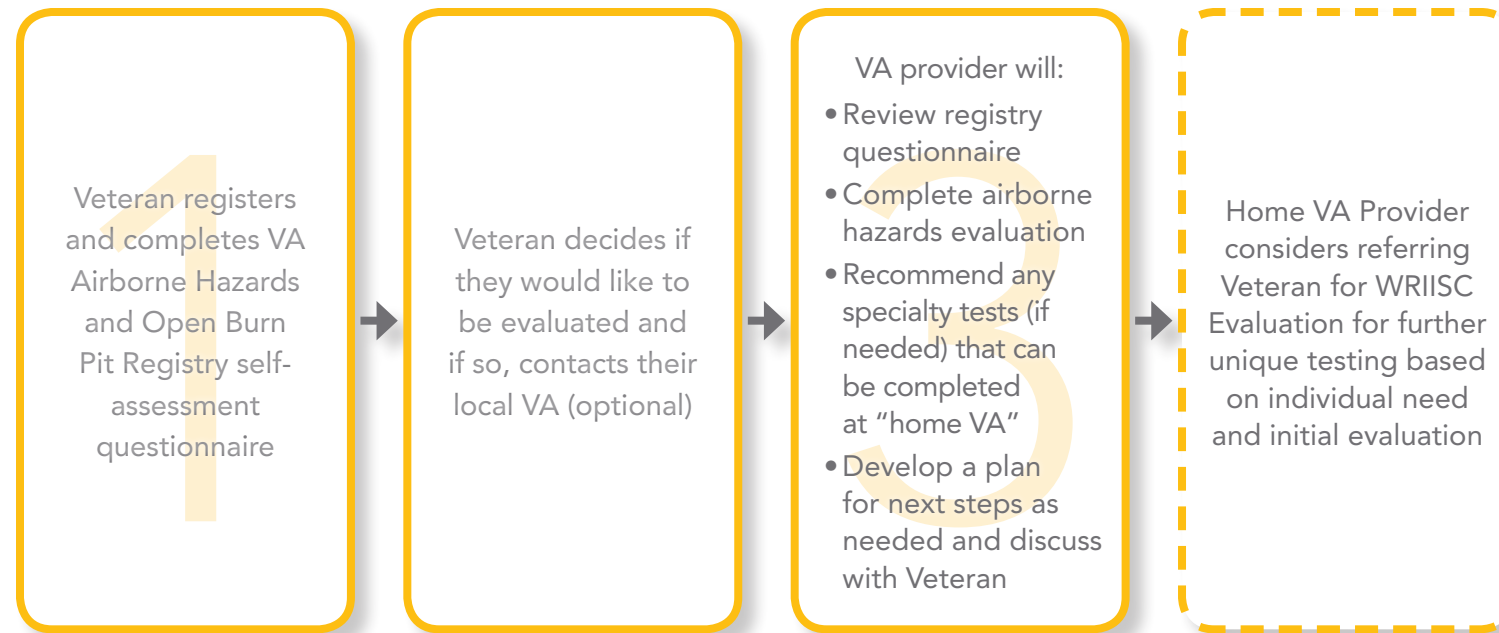 1
Veteran registers
and completes VA
Airborne Hazards
and Open Burn
Pit Registry self-
assessment
questionnaire
Veteran decides if
they would like to
be evaluated and
if so, contacts their
local VA (optional)
3
VA provider will:
• Review registry
questionnaire
• Complete airborne
hazards evaluation
• Recommend any
specialty tests (if
needed) that can
be completed
at “home VA”
• Develop a plan
for next steps as
needed and discuss
with Veteran
Home VA Provider
considers referring
Veteran for WRIISC
Evaluation for further
unique testing based
on individual need
and initial evaluation